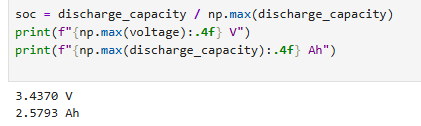 soc = discharge_capacity / np.max(discharge_capacity)
print(f"{np.max(voltage):.4f} V")
print(f"{np.max(discharge_capacity):.4f} Ah")
3.4370 V
2.5793 Ah